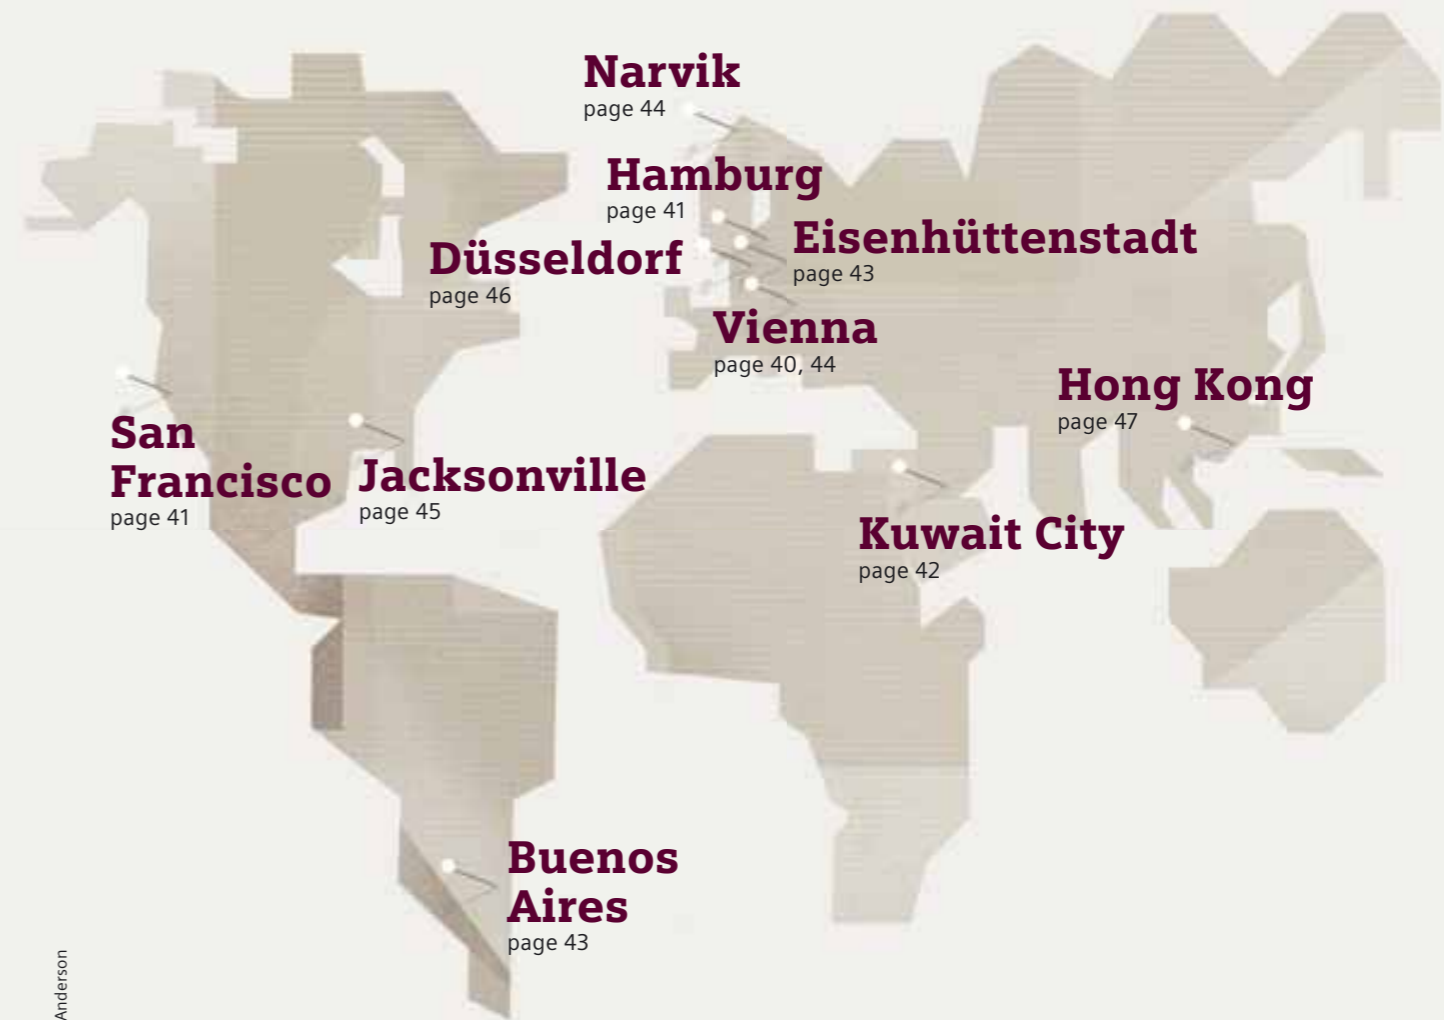 Narvik
page 44
Hamburg
page 41
Eisenhüttenstadt
page 43
Düsseldorf
page 46
Vienna
page 40, 44
Hong Kong
page 47
San
Francisco
page 41
Jacksonville
page 45
Kuwait City
page 42
Buenos
Aires
page 43
Anderson